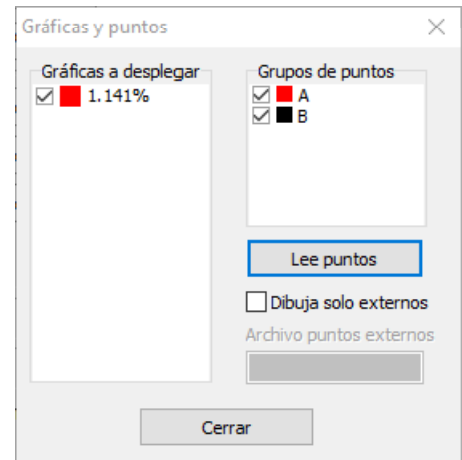 Gráficas y puntos
Gráficas a desplegar
1.141%
Grupos de puntos
A
B
Lee puntos
Dibuja solo externos
Archivo puntos externos
Cerrar